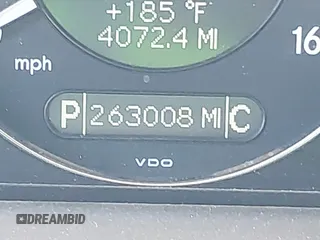 +185 °F
4072.4 MI
mph
16
P 263008 MI C
VDO
DREAMBID